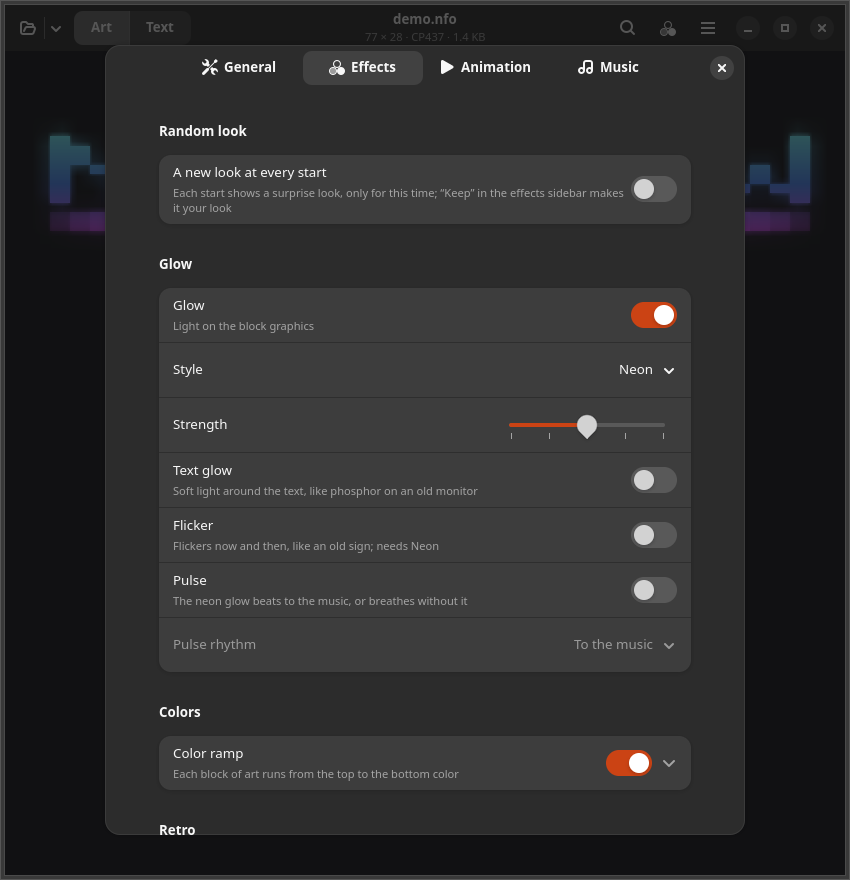 Art
Text
demo.nfo
77 × 28 · CP437 · 1.4 KB
General
Effects
Animation
Music
Random look
A new look at every start
Each start shows a surprise look, only for this time; “Keep” in the effects sidebar makes
it your look
Glow
Glow
Light on the block graphics
Style
Neon
Strength
Text glow
Soft light around the text, like phosphor on an old monitor
Flicker
Flickers now and then, like an old sign; needs Neon
Pulse
The neon glow beats to the music, or breathes without it
Pulse rhythm
To the music
Colors
Color ramp
Each block of art runs from the top to the bottom color
Retro